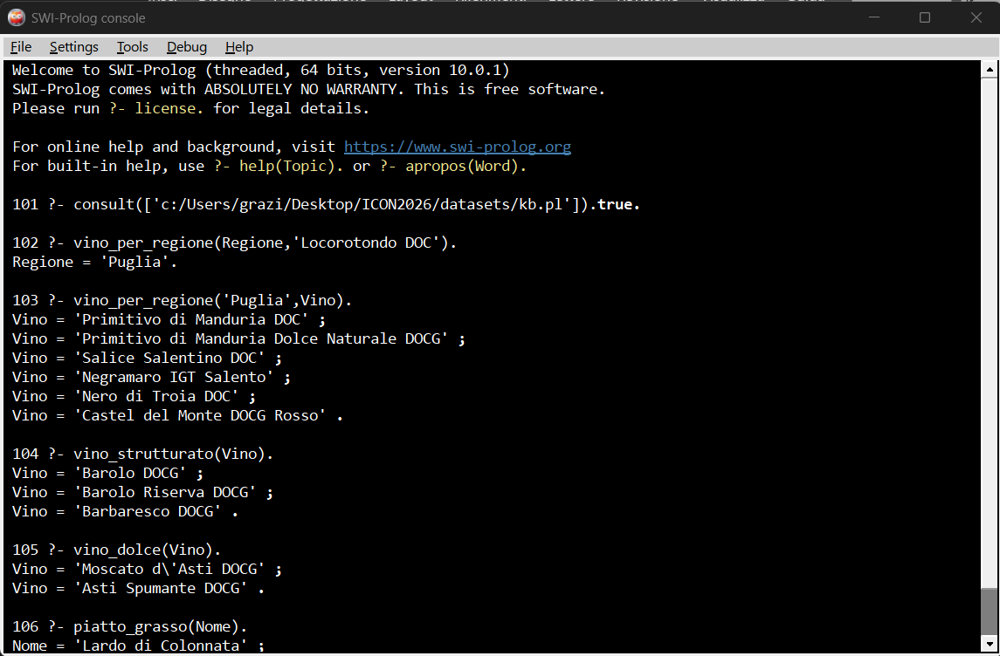 SWI-Prolog console
File Settings Tools Debug Help
Welcome to SWI-Prolog (threaded, 64 bits, version 10.0.1)
SWI-Prolog comes with ABSOLUTELY NO WARRANTY. This is free software.
Please run ?- license. for legal details.
For online help and background, visit https://www.swi-prolog.org
For built-in help, use ?- help(Topic). or ?- apropos(Word).
101 ?- consult(['c:/Users/grazi/Desktop/ICON2026/datasets/kb.pl']).true.
102 ?- vino_per_regione(Regione,'Locorotondo DOC').
Regione = 'Puglia'.
103 ?- vino_per_regione('Puglia',Vino).
Vino = 'Primitivo di Manduria DOC' ;
Vino = 'Primitivo di Manduria Dolce Naturale DOCG' ;
Vino = 'Salice Salentino DOC' ;
Vino = 'Negramaro IGT Salento' ;
Vino = 'Nero di Troia DOC' ;
Vino = 'Castel del Monte DOCG Rosso' .
104 ?- vino_strutturato(Vino).
Vino = 'Barolo DOCG' ;
Vino = 'Barolo Riserva DOCG' ;
Vino = 'Barbaresco DOCG' .
105 ?- vino_dolce(Vino).
Vino = 'Moscato d\'Asti DOCG' ;
Vino = 'Asti Spumante DOCG' .
106 ?- piatto_grasso(Nome).
Nome = 'Lardo di Colonnata' ;